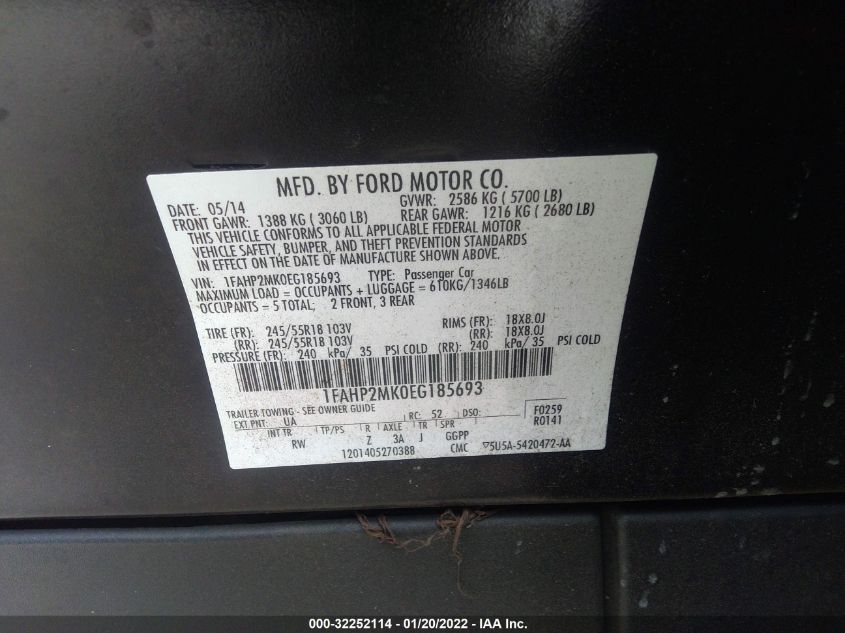 MFD. BY FORD MOTOR CO.
DATE: 05/14 GVWR: 2586 KG ( 5700 LB)
FRONT GAWR: 1388 KG ( 3060 LB) REAR GAWR: 1216 KG ( 2680 LB)
THIS VEHICLE CONFORMS TO ALL APPLICABLE FEDERAL MOTOR
VEHICLE SAFETY, BUMPER, AND THEFT PREVENTION STANDARDS
IN EFFECT ON THE DATE OF MANUFACTURE SHOWN ABOVE.
VIN: 1FAHP2MK0EG185693 TYPE: Passenger Car
MAXIMUM LOAD = OCCUPANTS + LUGGAGE = 610KG/1346LB
OCCUPANTS = 5 TOTAL; 2 FRONT, 3 REAR
TIRE (FR): 245/55R18 103V RIMS (FR): 18X8.0J
(RR): 245/55R18 103V (RR): 18X8.0J
PRESSURE (FR): 240 kPa/ 35 PSI COLD (RR): 240 kPa/ 35 PSI COLD
1FAHP2MK0EG185693
TRAILER TOWING - SEE OWNER GUIDE
EXT PNT: UA RC: 52 DSO: F0259
INT TR TP/PS R AXLE TR SPR R0141
RW Z 3A J GGPP
1201405270388 CMC ▽5U5A-5420472-AA
000-32252114 - 01/20/2022 - IAA Inc.